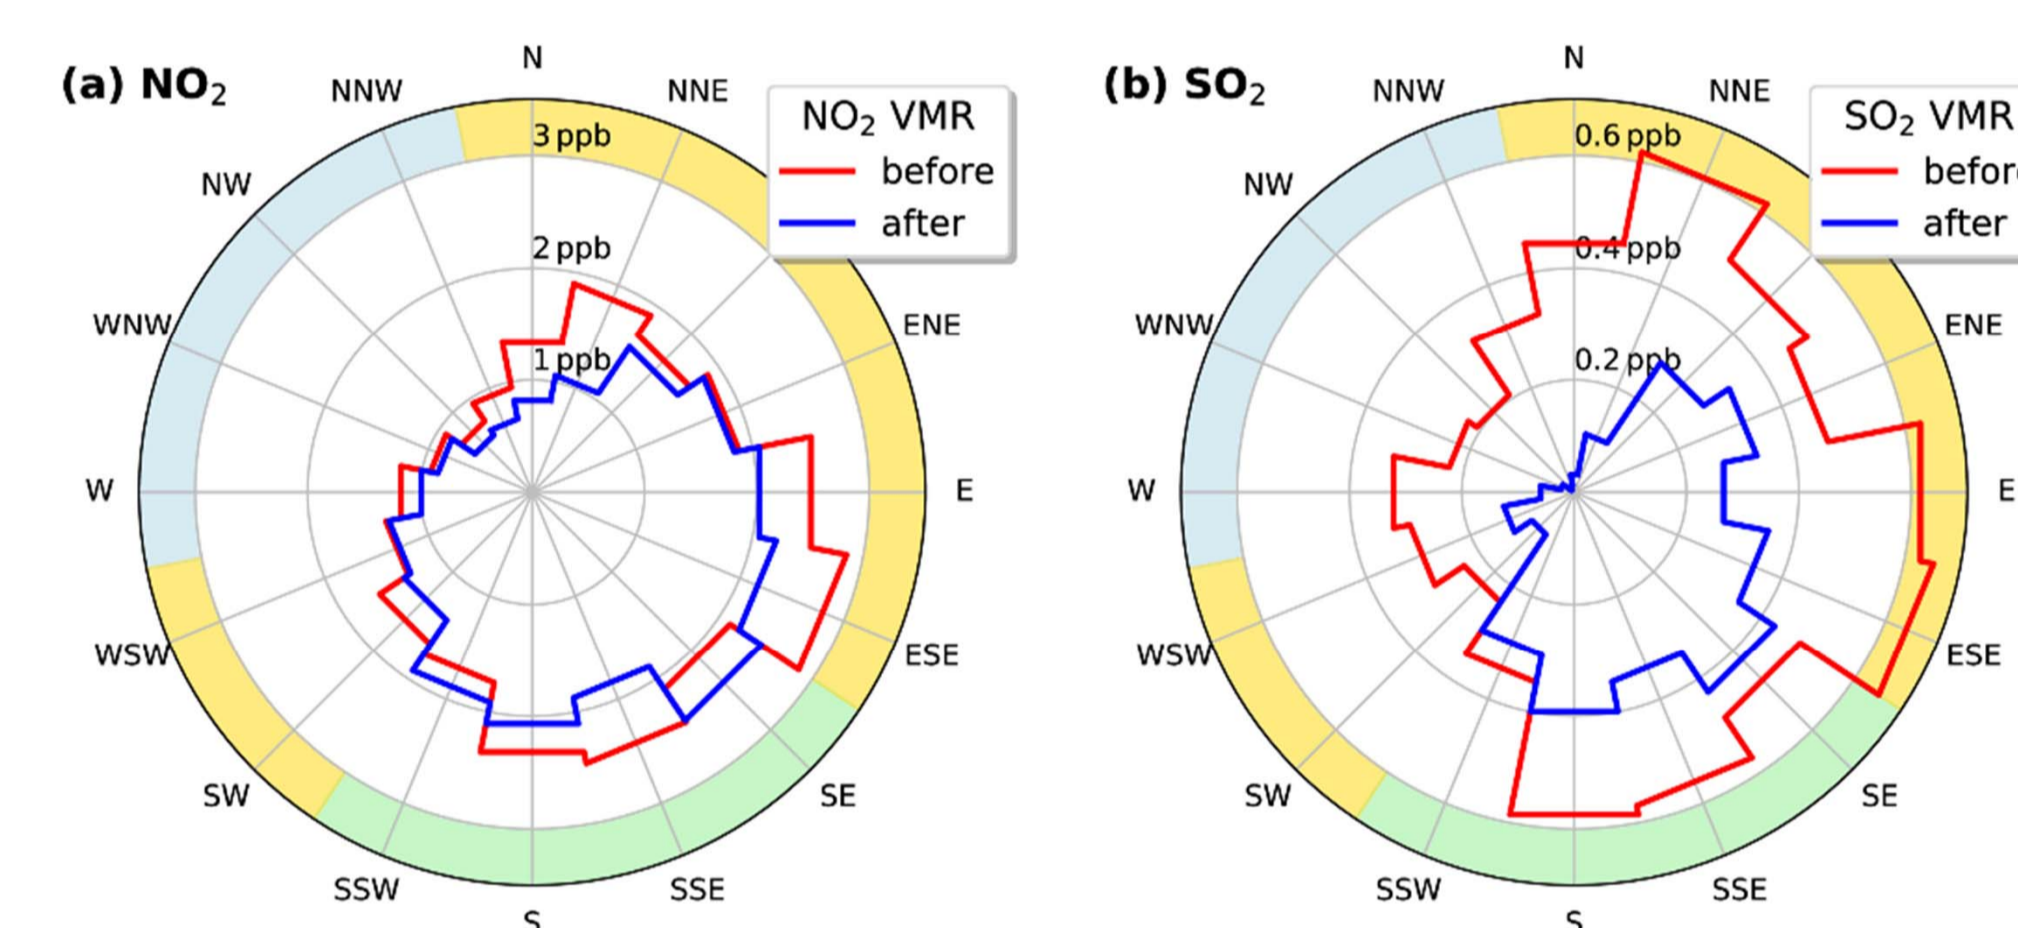 (a) NO₂
N
NNE
ENE
E
ESE
SE
SSE
S
SSW
SW
WSW
W
WNW
NW
NNW
3 ppb
2 ppb
1 ppb
NO₂ VMR
before
after
(b) SO₂
N
NNE
ENE
E
ESE
SE
SSE
S
SSW
SW
WSW
W
WNW
NW
NNW
0.6 ppb
0.4 ppb
0.2 ppb
SO₂ VMR
befor
after